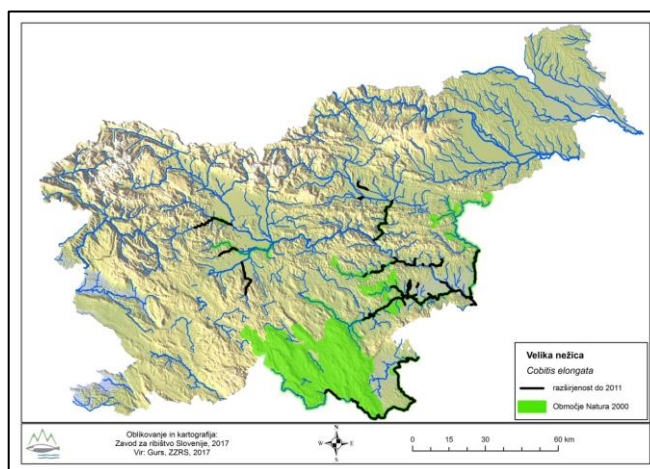 Velika nežica
Cobitis elongata
razširjenost do 2011
Območje Natura 2000
Oblikovanje in kartografija:
Zavod za ribištvo Slovenije, 2017
Vir: Gurs, ZZRS, 2017
N
W E
S
0 15 30 60 km